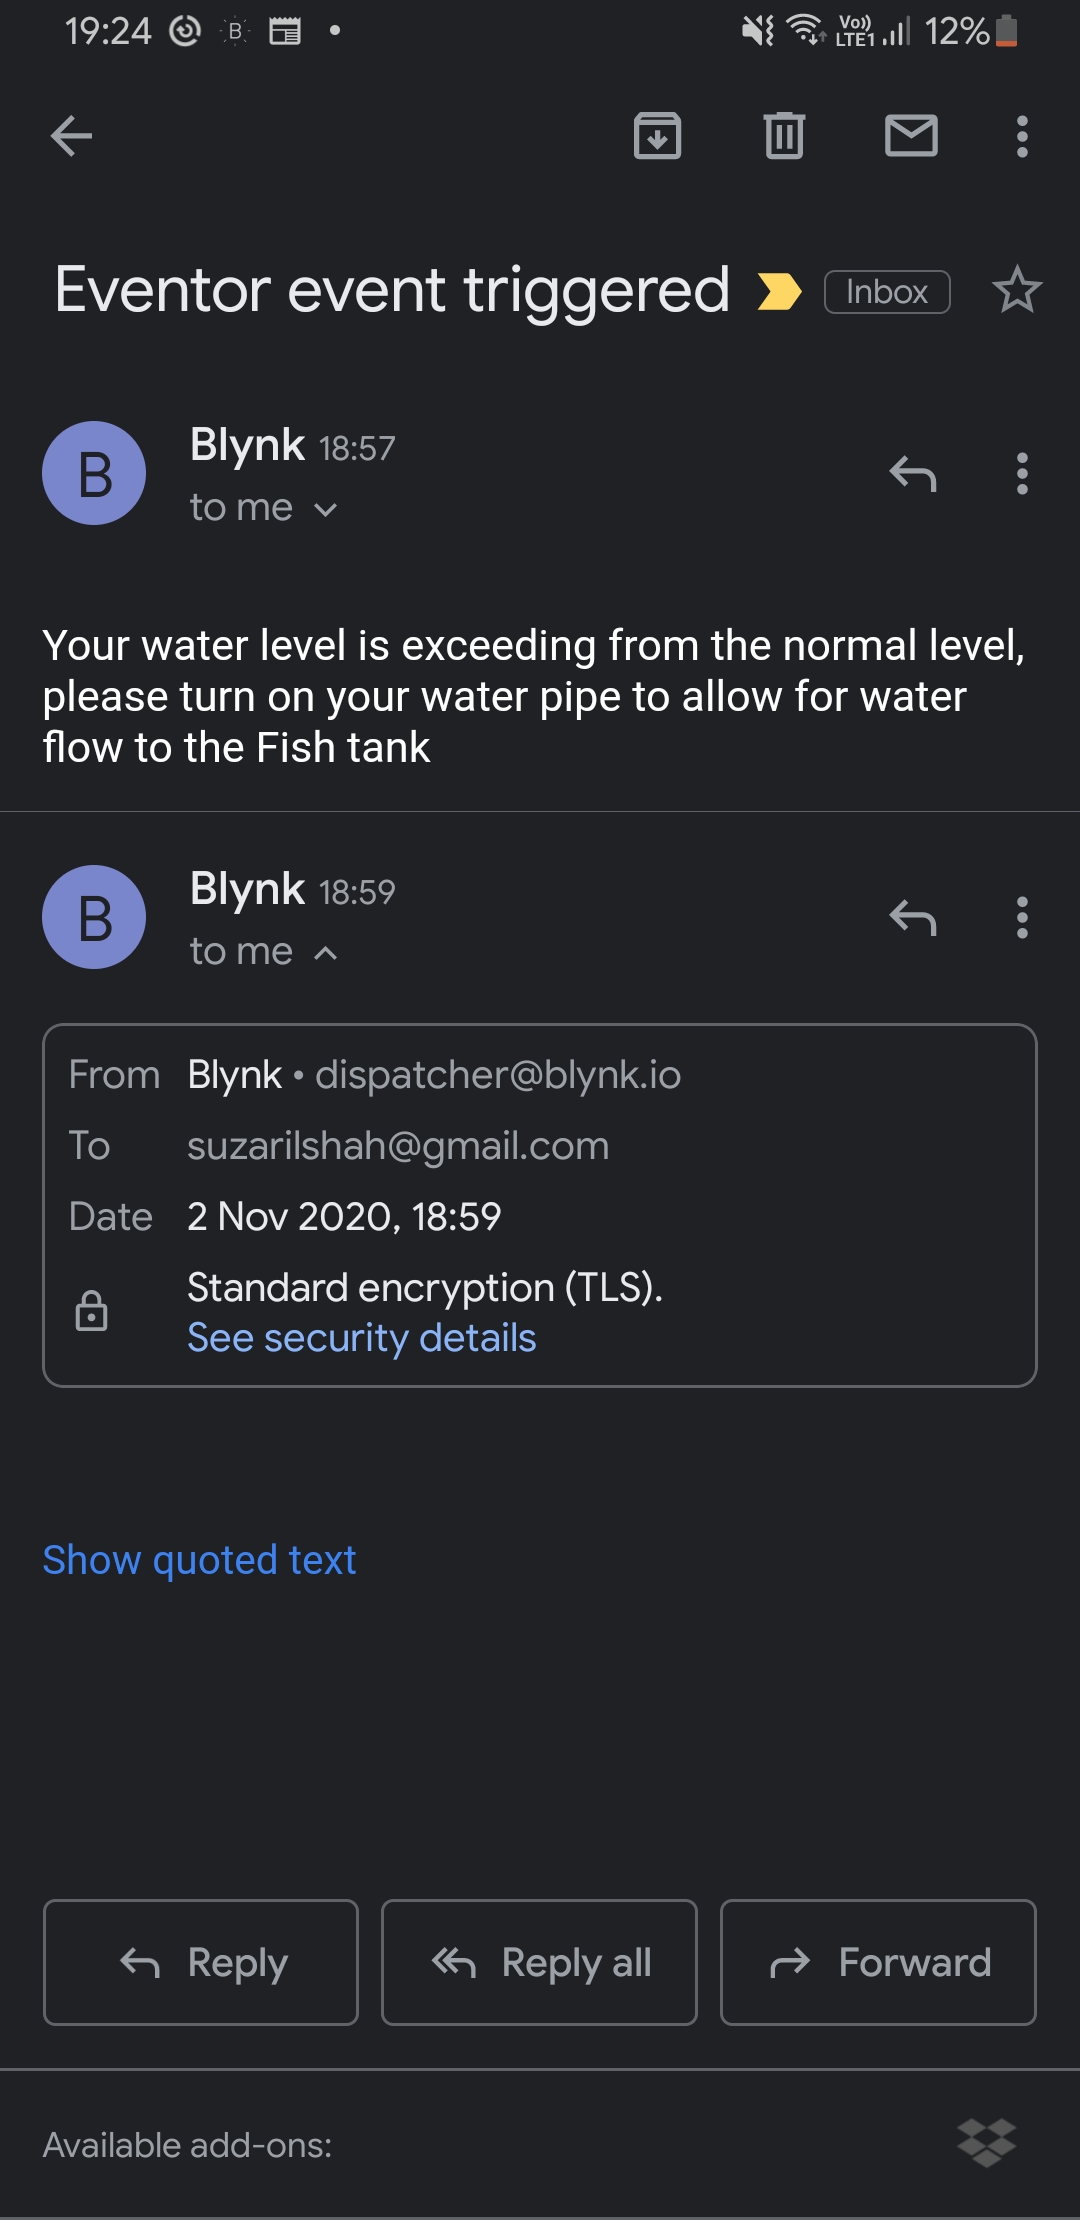 19:24 B Vo)) LTE1 12%
Eventor event triggered Inbox
B Blynk 18:57
to me
Your water level is exceeding from the normal level,
please turn on your water pipe to allow for water
flow to the Fish tank
B Blynk 18:59
to me
From Blynk • dispatcher@blynk.io
To suzarilshah@gmail.com
Date 2 Nov 2020, 18:59
Standard encryption (TLS).
See security details
Show quoted text
Reply Reply all Forward
Available add-ons: